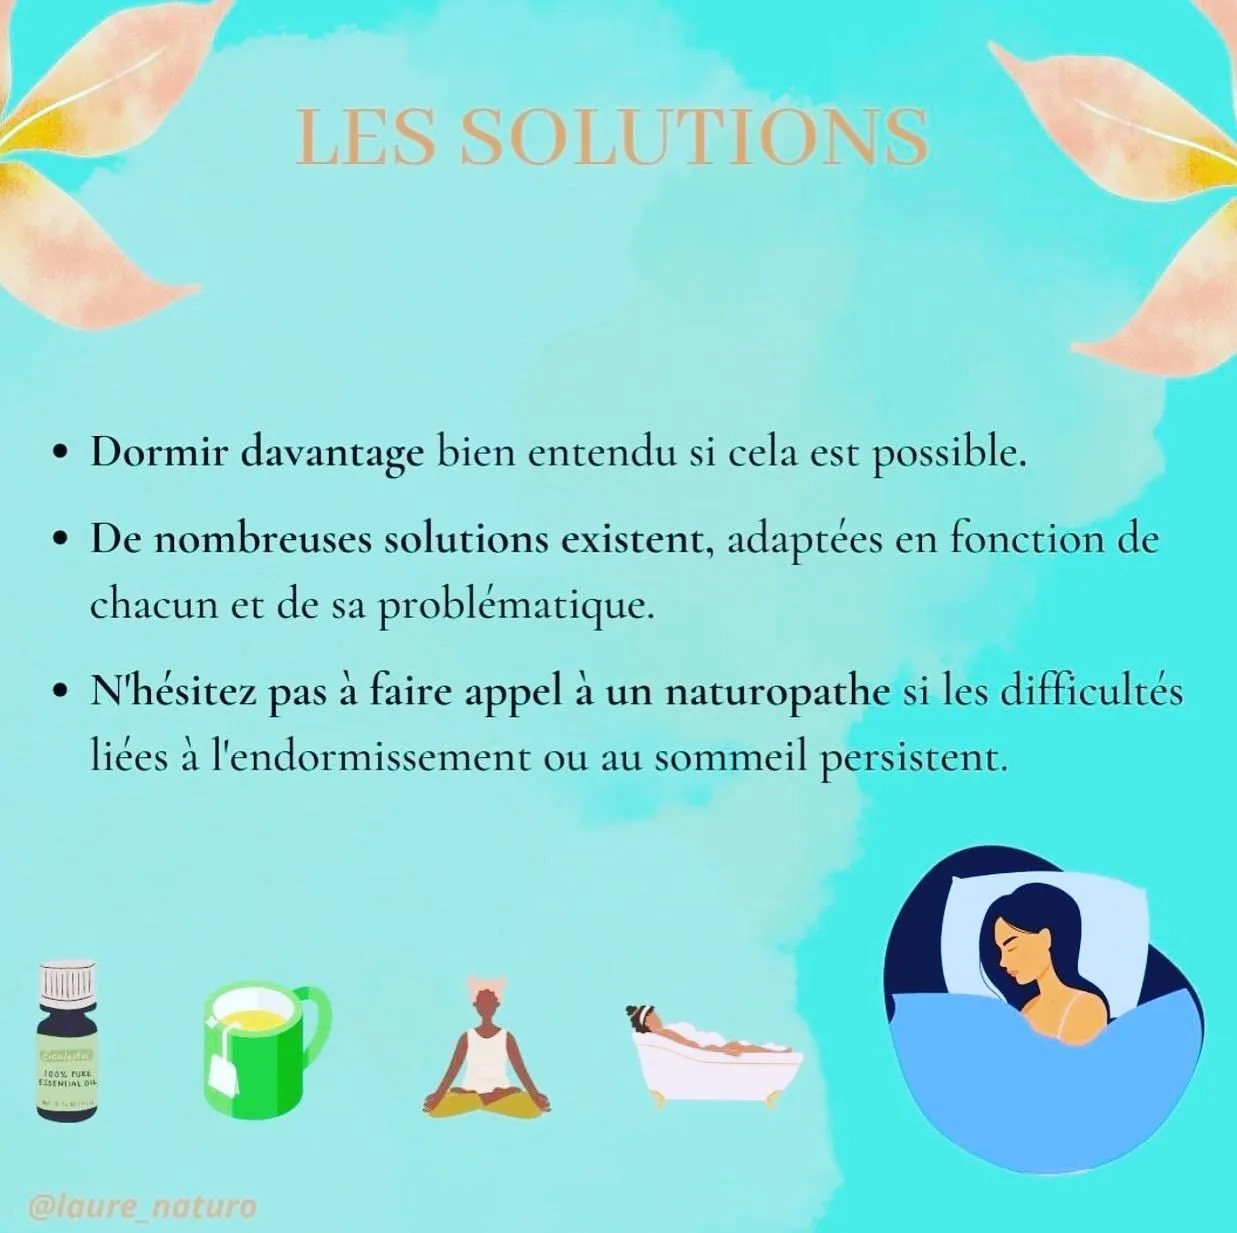 LES SOLUTIONS
• Dormir davantage bien entendu si cela est possible.
• De nombreuses solutions existent, adaptées en fonction de
chacun et de sa problématique.
• N'hésitez pas à faire appel à un naturopathe si les difficultés
liées à l'endormissement ou au sommeil persistent.
100% PURE
ESSENTIAL OIL
@laure_naturo